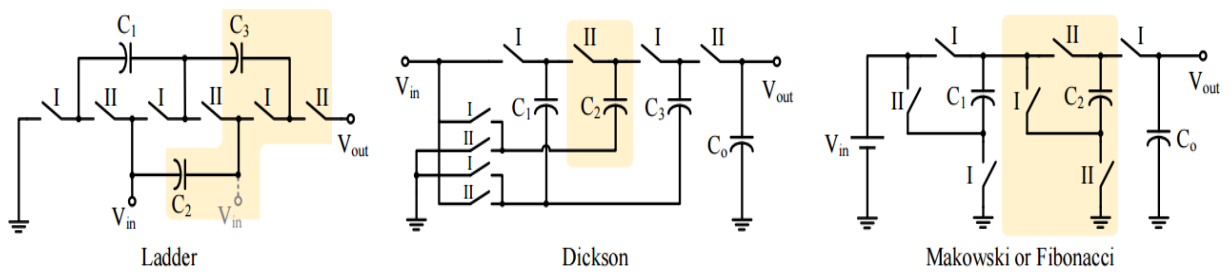 C1 C3
I II I II I II
Vout
C2
Vin Vin
Ladder
I II I II
Vin Vout
C1 C2 C3
I
II
I
II
Co
Dickson
I II I
Vout
II C1 I C2
Vin Co
I II
Makowski or Fibonacci